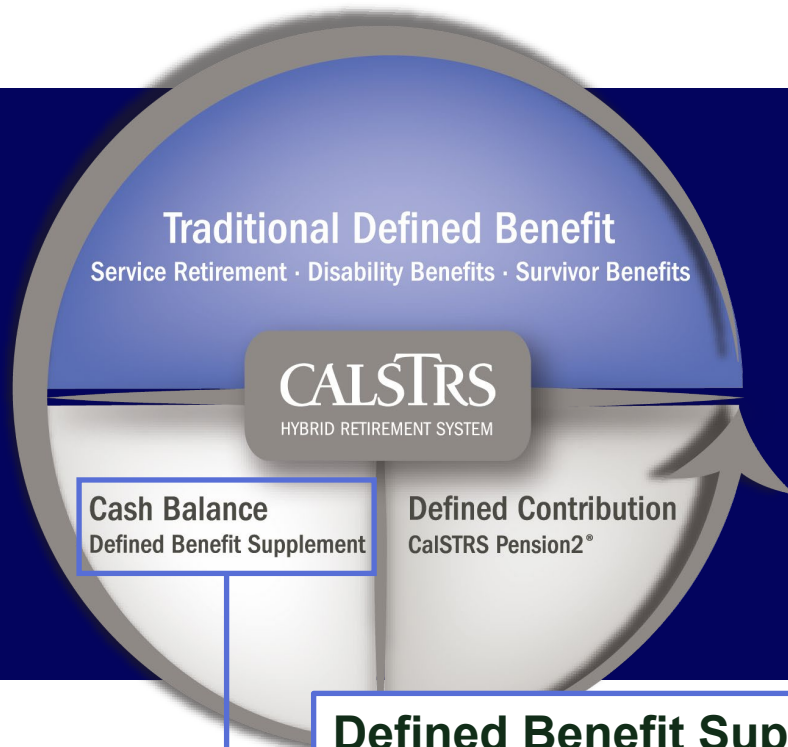 Traditional Defined Benefit
Service Retirement · Disability Benefits · Survivor Benefits
CALSTRS
HYBRID RETIREMENT SYSTEM
Cash Balance
Defined Benefit Supplement
Defined Contribution
CalSTRS Pension2®
Defined Benefit